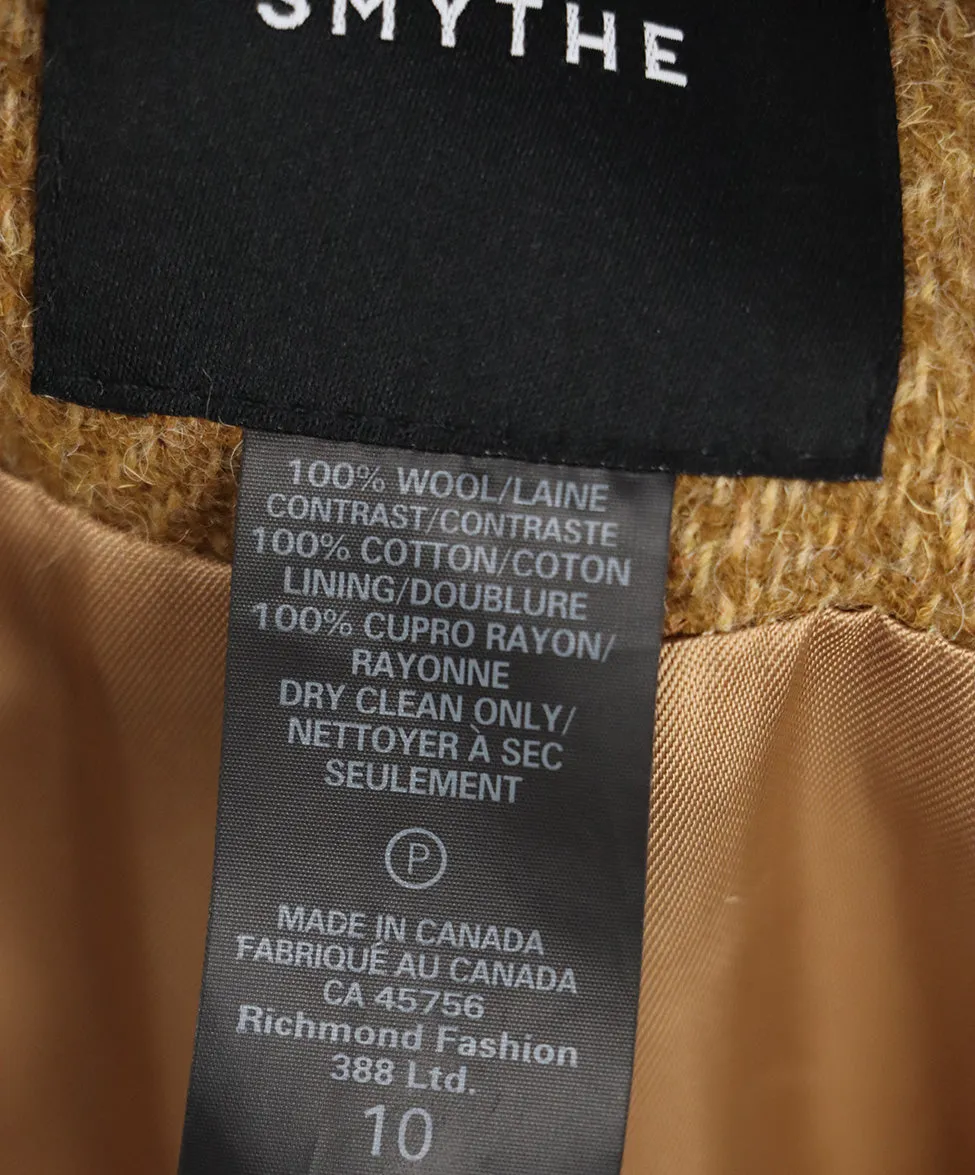 SMYTHE
100% WOOL/LAINE
CONTRAST/CONTRASTE
100% COTTON/COTON
LINING/DOUBLURE
100% CUPRO RAYON/
RAYONNE
DRY CLEAN ONLY/
NETTOYER À SEC
SEULEMENT
P
MADE IN CANADA
FABRIQUÉ AU CANADA
CA 45756
Richmond Fashion
388 Ltd.
10